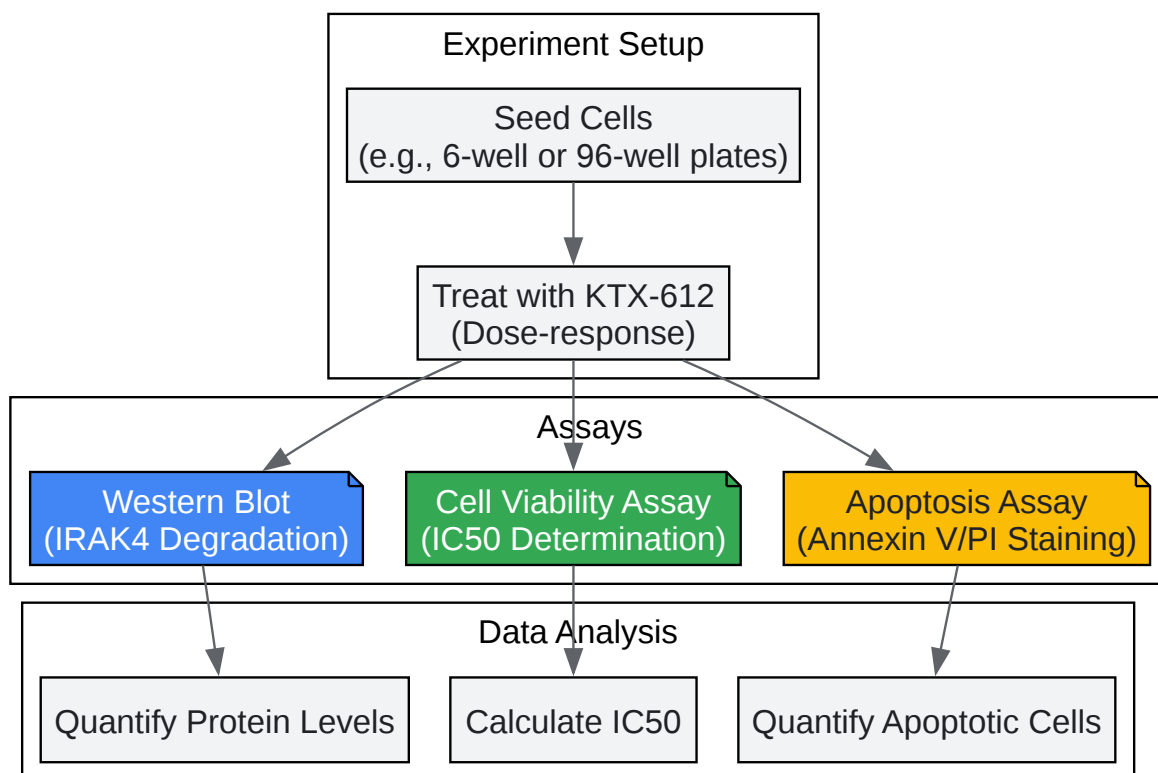 Experiment Setup
Seed Cells
(e.g., 6-well or 96-well plates)
Treat with KTX-612
(Dose-response)
Assays
Western Blot
(IRAK4 Degradation)
Cell Viability Assay
(IC50 Determination)
Apoptosis Assay
(Annexin V/PI Staining)
Data Analysis
Quantify Protein Levels
Calculate IC50
Quantify Apoptotic Cells